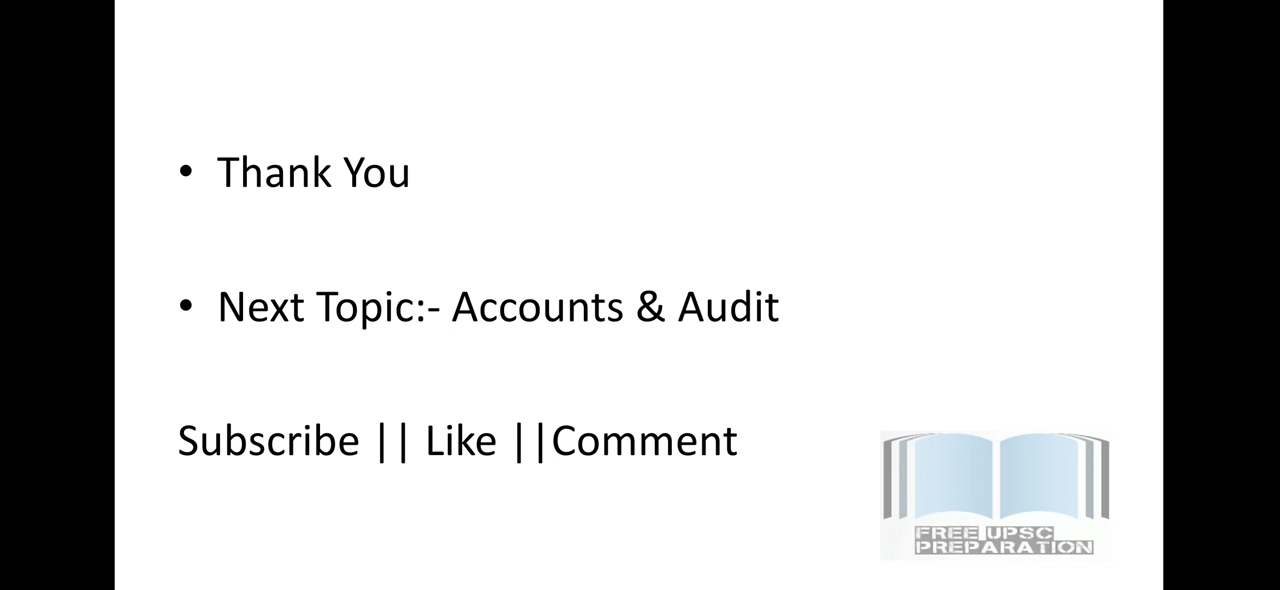 • Thank You
• Next Topic:- Accounts & Audit
Subscribe || Like ||Comment
FREE UPSC
PREPARATION